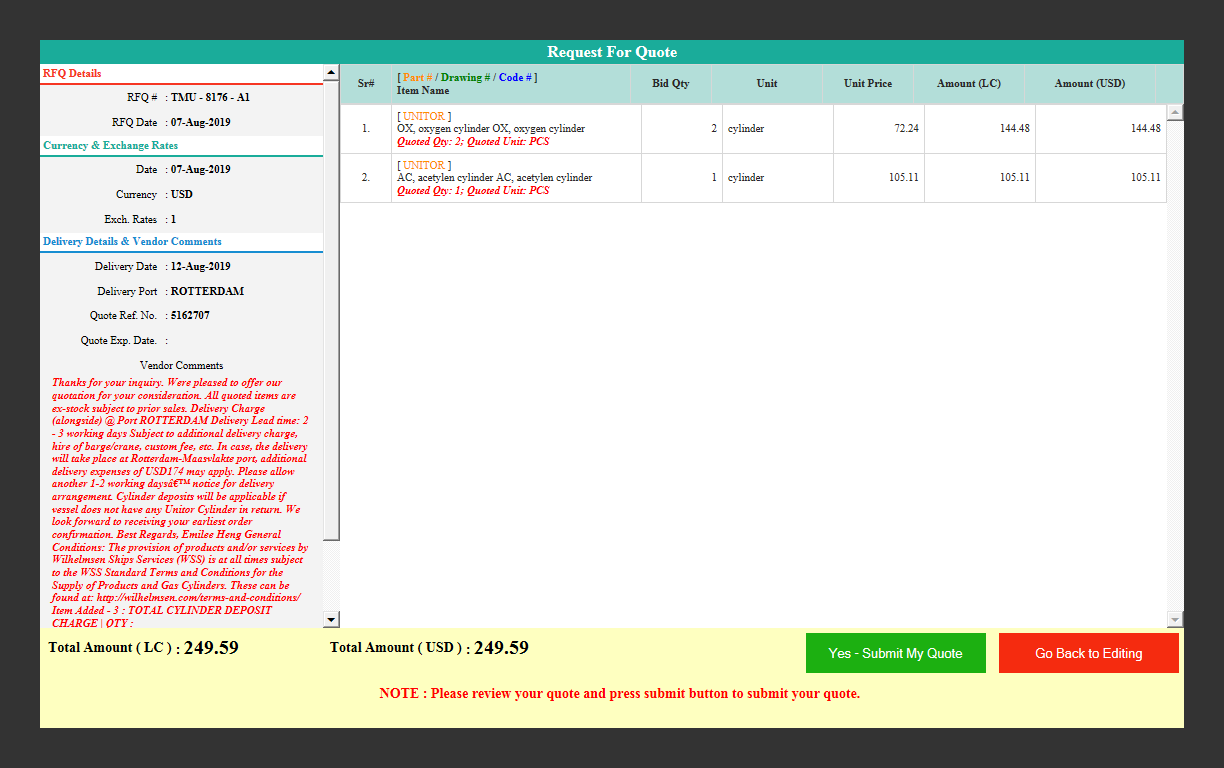 Request For Quote
RFQ Details
RFQ # : TMU - 8176 - A1
RFQ Date : 07-Aug-2019
Currency & Exchange Rates
Date : 07-Aug-2019
Currency : USD
Exch. Rates : 1
Delivery Details & Vendor Comments
Delivery Date : 12-Aug-2019
Delivery Port : ROTTERDAM
Quote Ref. No. : 5162707
Quote Exp. Date. :
Vendor Comments
Thanks for your inquiry. Were pleased to offer our
quotation for your consideration. All quoted items are
ex-stock subject to prior sales. Delivery Charge
(alongside) @ Port ROTTERDAM Delivery Lead time: 2
- 3 working days Subject to additional delivery charge,
hire of barge/crane, custom fee, etc. In case, the delivery
will take place at Rotterdam-Maasvlakte port, additional
delivery expenses of USD174 may apply. Please allow
another 1-2 working daysâ€™ notice for delivery
arrangement. Cylinder deposits will be applicable if
vessel does not have any Unitor Cylinder in return. We
look forward to receiving your earliest order
confirmation. Best Regards, Emilee Heng General
Conditions: The provision of products and/or services by
Wilhelmsen Ships Services (WSS) is at all times subject
to the WSS Standard Terms and Conditions for the
Supply of Products and Gas Cylinders. These can be
found at: http://wilhelmsen.com/terms-and-conditions/
Item Added - 3 : TOTAL CYLINDER DEPOSIT
CHARGE | QTY :
Sr# [ Part # / Drawing # / Code # ] Bid Qty Unit Unit Price Amount (LC) Amount (USD)
Item Name
[ UNITOR ]
1. OX, oxygen cylinder OX, oxygen cylinder 2 cylinder 72.24 144.48 144.48
Quoted Qty: 2; Quoted Unit: PCS
[ UNITOR ]
2. AC, acetylen cylinder AC, acetylen cylinder 1 cylinder 105.11 105.11 105.11
Quoted Qty: 1; Quoted Unit: PCS
Total Amount ( LC ) : 249.59 Total Amount ( USD ) : 249.59 Yes - Submit My Quote Go Back to Editing
NOTE : Please review your quote and press submit button to submit your quote.